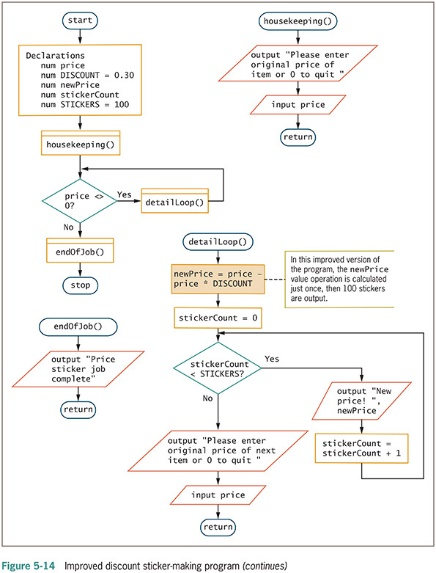 start
Declarations
num price
num DISCOUNT = 0.30
num newPrice
num stickerCount
num STICKERS = 100
housekeeping()
price <>
0?
Yes
detailLoop()
No
endOfJob()
stop
housekeeping()
output "Please enter
original price of
item or 0 to quit "
input price
return
detailLoop()
newPrice = price –
price * DISCOUNT
In this improved version of
the program, the newPrice
value operation is calculated
just once, then 100 stickers
are output.
stickerCount = 0
stickerCount
< STICKERS?
Yes
output "New
price! ",
newPrice
stickerCount =
stickerCount + 1
No
output "Please enter
original price of next
item or 0 to quit "
input price
return
endOfJob()
output "Price
sticker job
complete"
return
Figure 5-14 Improved discount sticker-making program (continues)